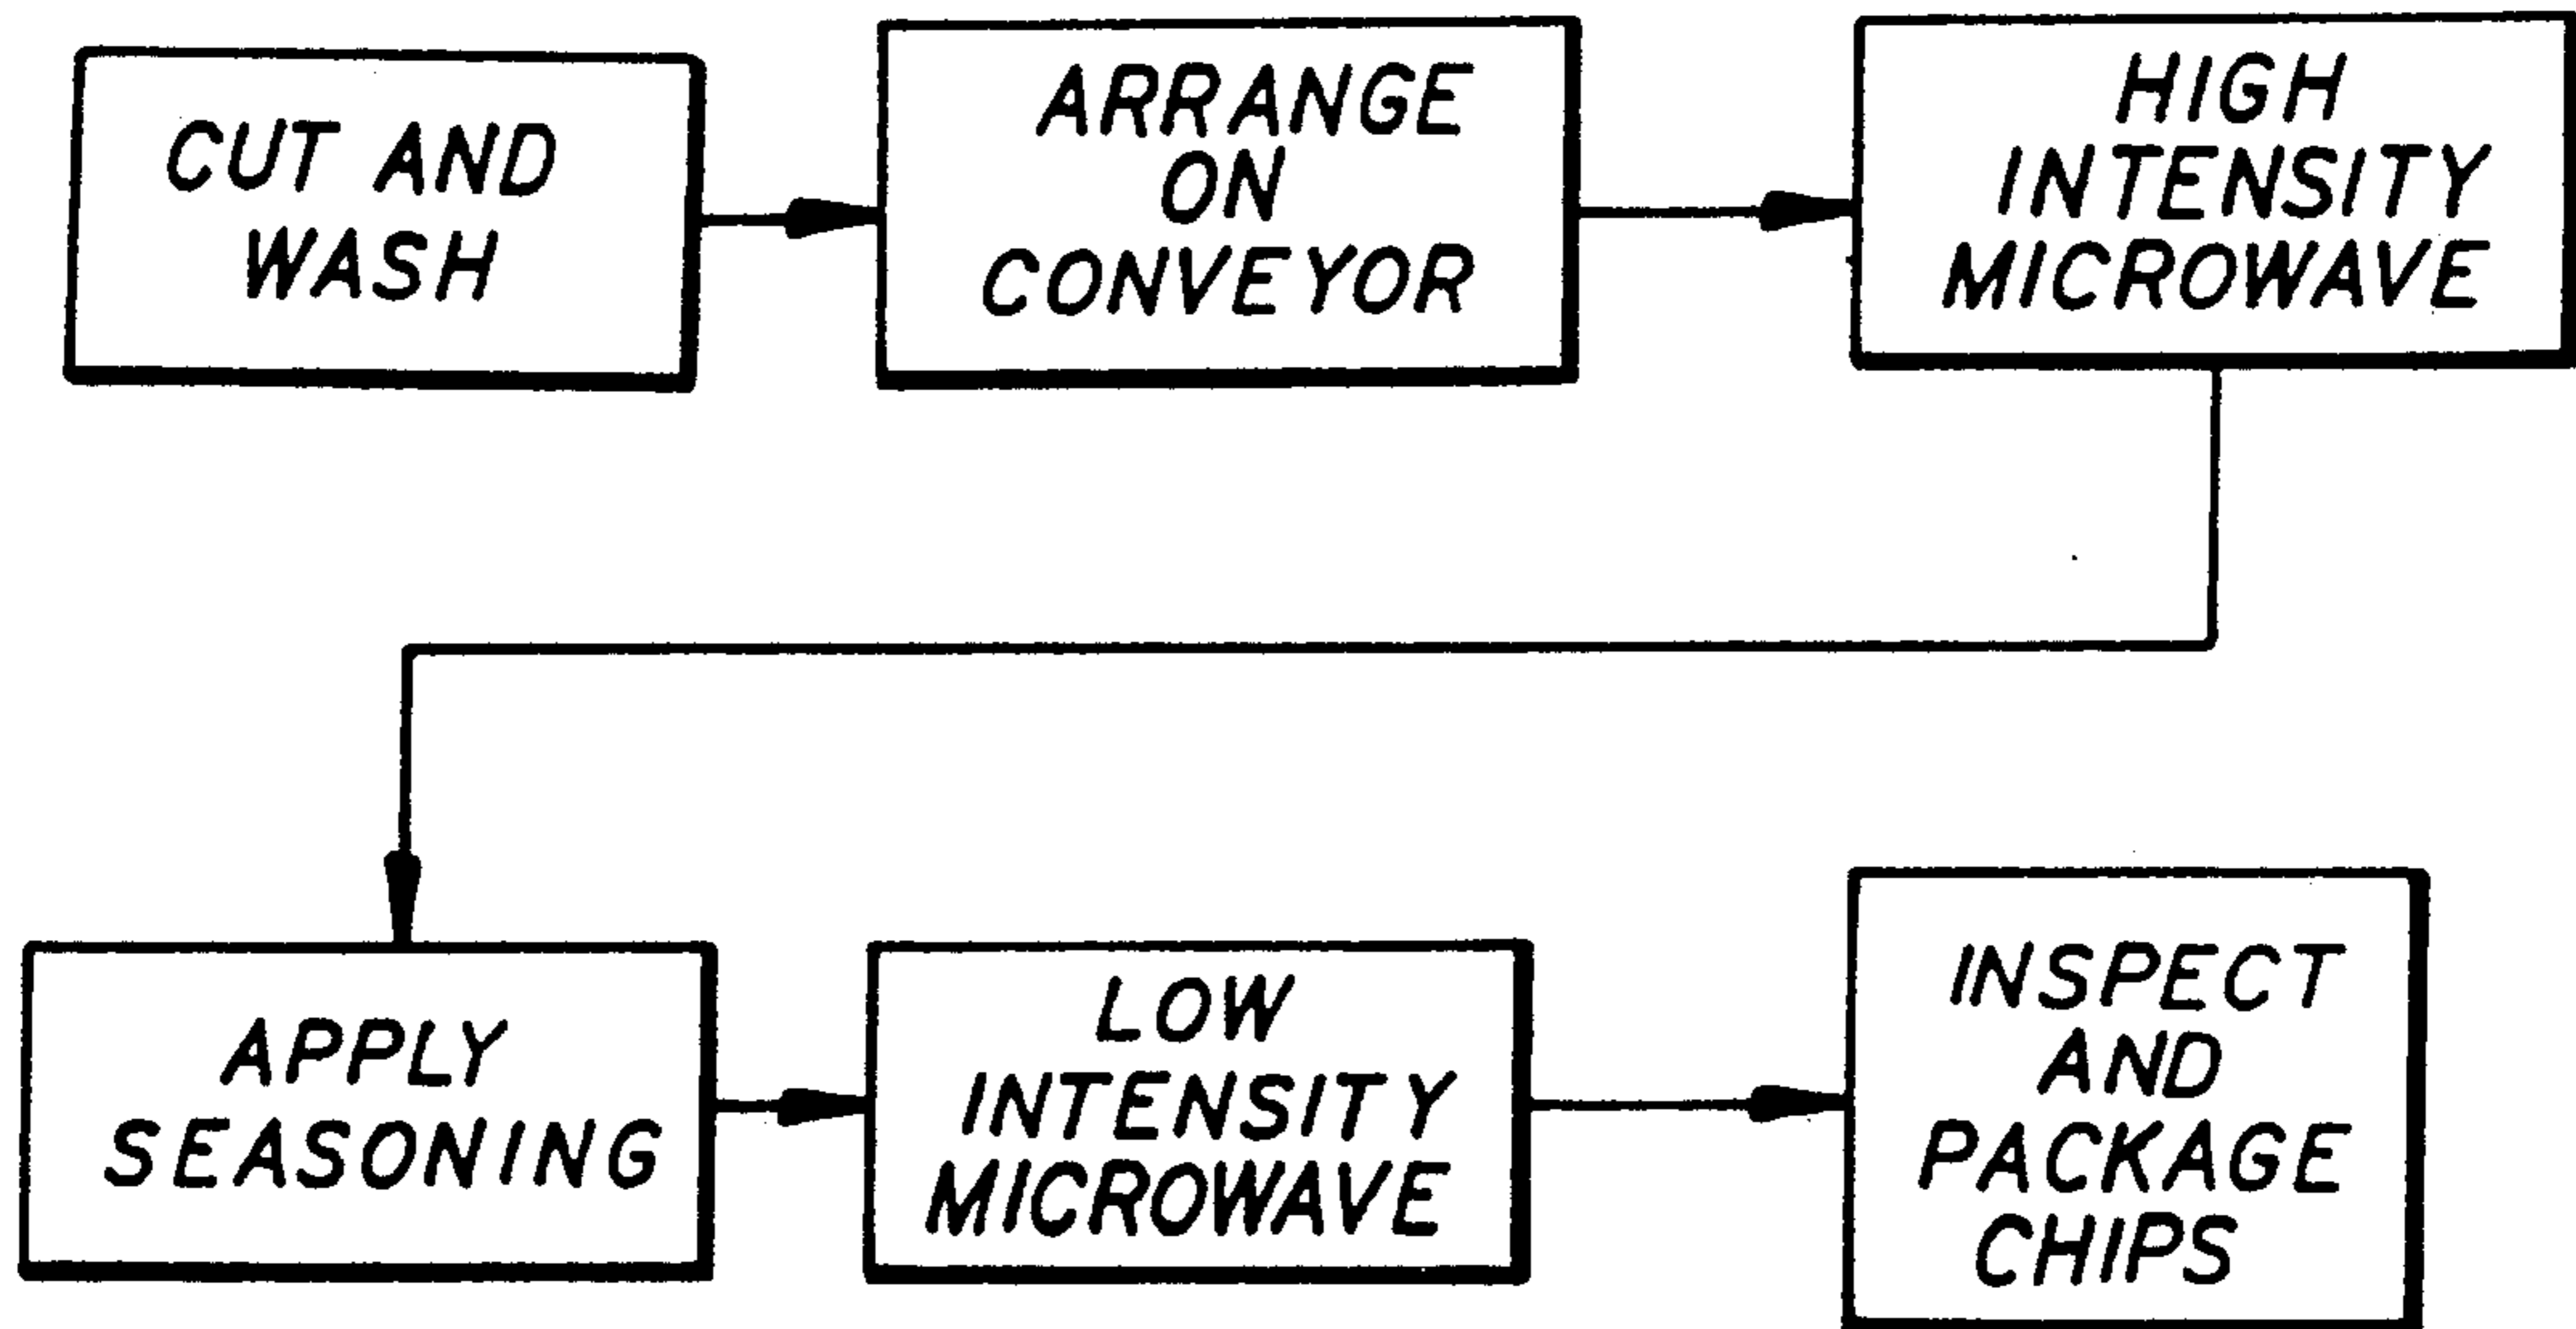 CUT AND
WASH
ARRANGE
ON
CONVEYOR
HIGH
INTENSITY
MICROWAVE
APPLY
SEASONING
LOW
INTENSITY
MICROWAVE
INSPECT
AND
PACKAGE
CHIPS